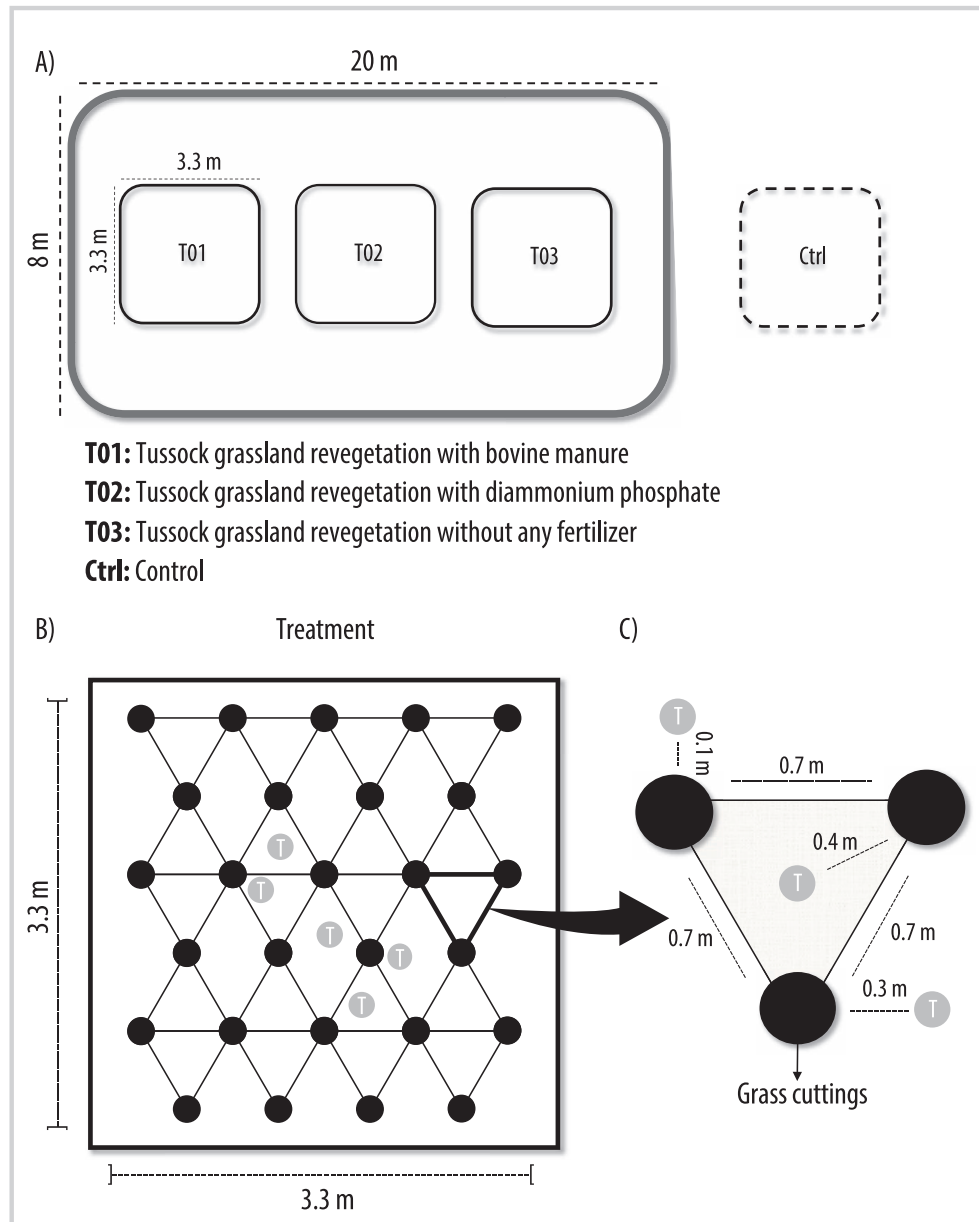 A)
20 m
8 m
3.3 m
3.3 m
T01
T02
T03
Ctrl
T01: Tussock grassland revegetation with bovine manure
T02: Tussock grassland revegetation with diammonium phosphate
T03: Tussock grassland revegetation without any fertilizer
Ctrl: Control
B)
Treatment
3.3 m
T
T
T
T
T
3.3 m
C)
T
0.1 m
0.7 m
0.4 m
T
0.7 m
0.7 m
0.3 m
T
Grass cuttings